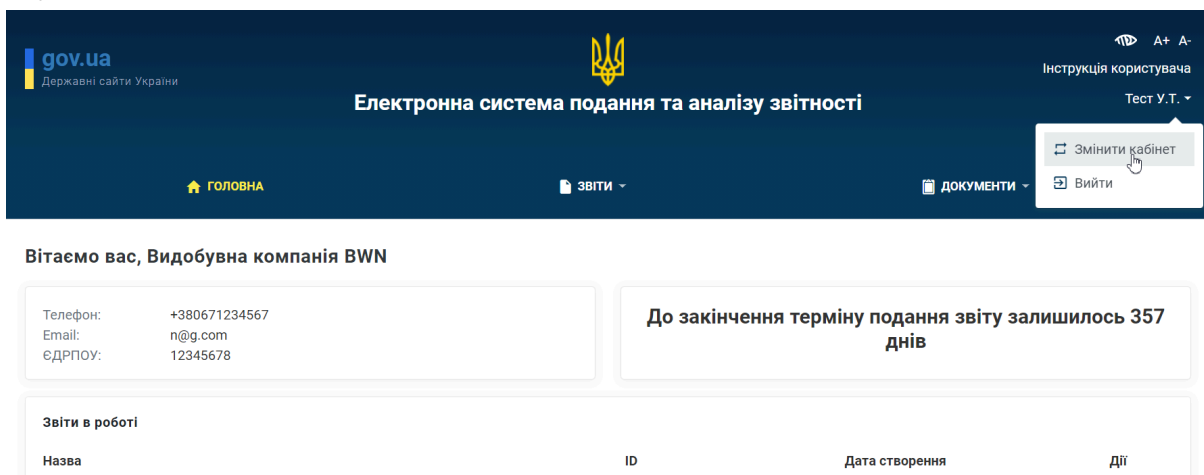 gov.ua
Державні сайти України
A+ A-
Інструкція користувача
Електронна система подання та аналізу звітності
Тест У.Т.
Змінити кабінет
Вийти
ГОЛОВНА
ЗВІТИ
ДОКУМЕНТИ
Вітаємо вас, Видобувна компанія BWN
Телефон: +380671234567
Email: n@g.com
ЄДРПОУ: 12345678
До закінчення терміну подання звіту залишилось 357
днів
Звіти в роботі
Назва ID Дата створення Дії